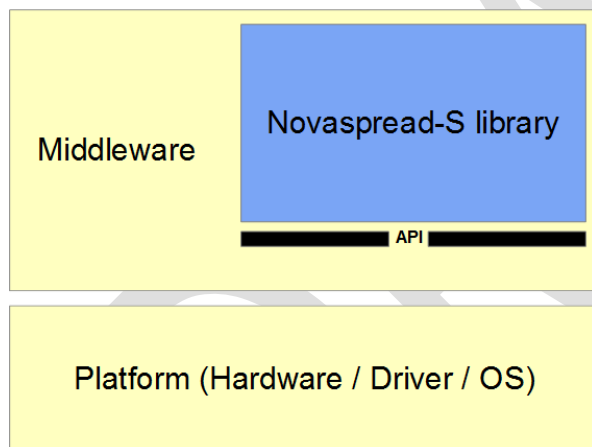 Novaspread-S library
Middleware
API
Platform (Hardware / Driver / OS)